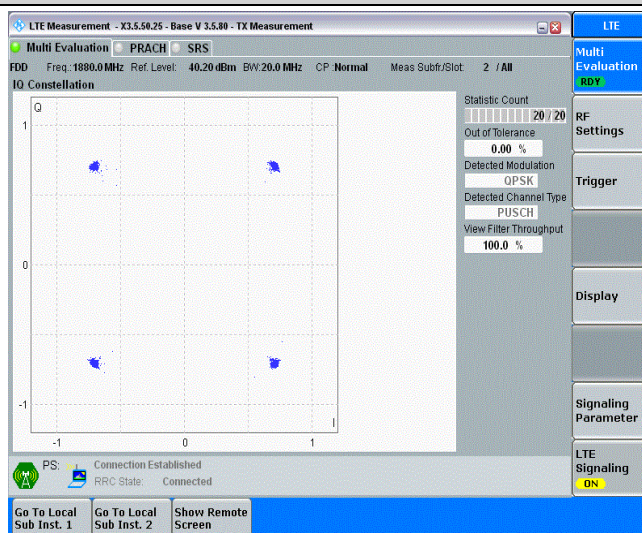 LTE Measurement - X3.5.50.25 - Base V 3.5.80 - TX Measurement
LTE
Multi Evaluation PRACH SRS
FDD Freq.:1880.0 MHz Ref. Level: 40.20 dBm BW:20.0 MHz CP :Normal Meas Subfr./Slot: 2 / All
IQ Constellation
Q
1
0
-1
-1 0 1
I
Statistic Count
20 / 20
Out of Tolerance
0.00 %
Detected Modulation
QPSK
Detected Channel Type
PUSCH
View Filter Throughput
100.0 %
Multi
Evaluation
RDY
RF
Settings
Trigger
Display
Signaling
Parameter
LTE
Signaling
ON
PS: Connection Established
RRC State: Connected
Go To Local
Sub Inst. 1
Go To Local
Sub Inst. 2
Show Remote
Screen